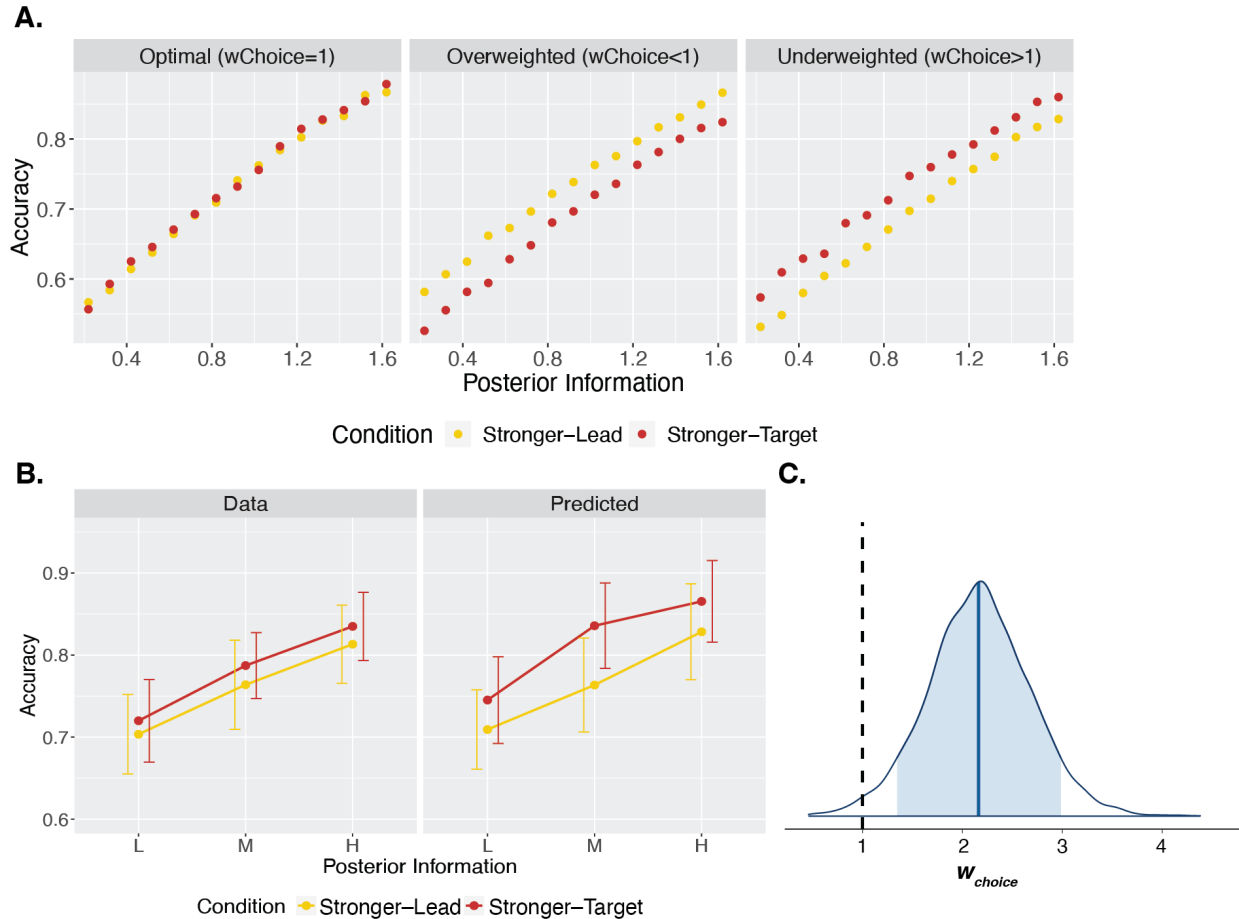 A.
Optimal (wChoice=1)
Overweighted (wChoice<1)
Underweighted (wChoice>1)
Accuracy
0.8
0.7
0.6
0.4 0.8 1.2 1.6
0.4 0.8 1.2 1.6
0.4 0.8 1.2 1.6
Posterior Information
Condition Stronger−Lead Stronger−Target
B.
Data
Predicted
Accuracy
0.9
0.8
0.7
0.6
L M H
L M H
Posterior Information
Condition Stronger−Lead Stronger−Target
C.
1 2 3 4
w choice